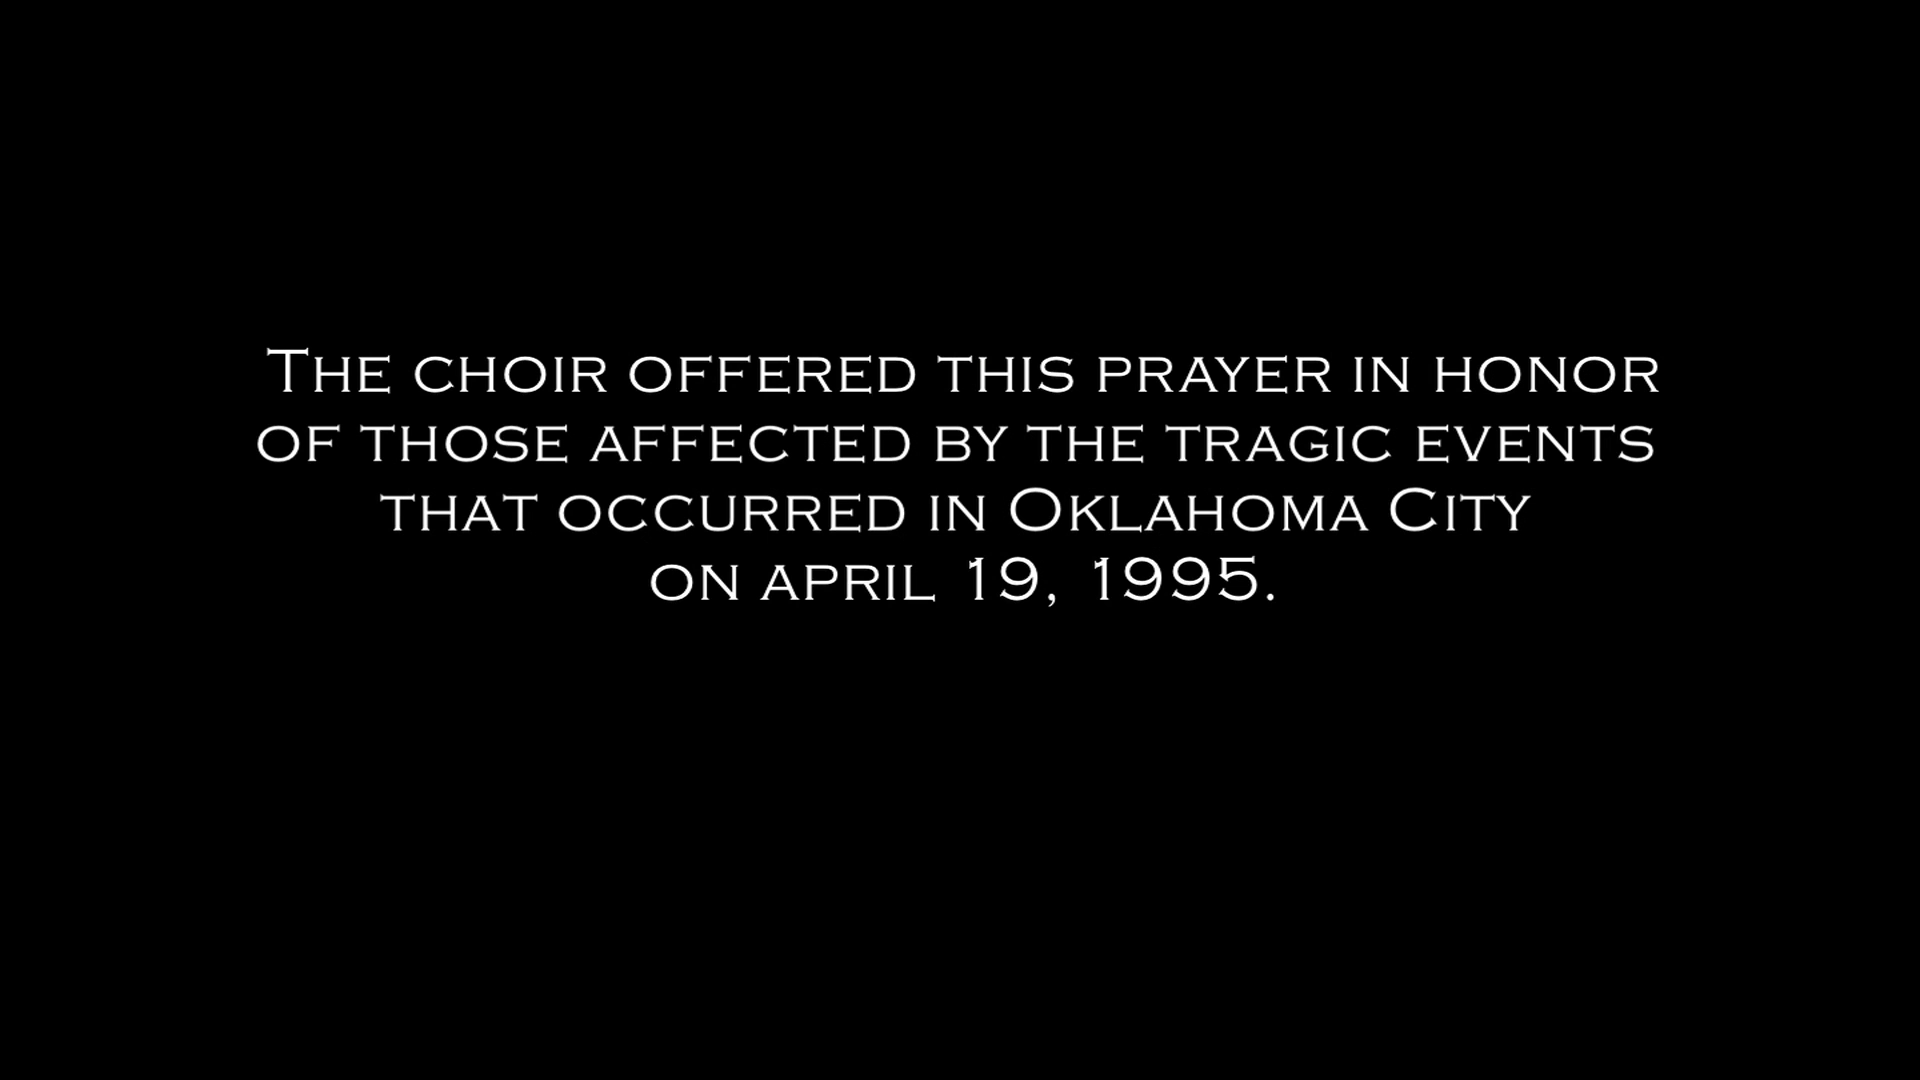 The choir offered this prayer in honor
of those affected by the tragic events
that occurred in Oklahoma City
on april 19, 1995.